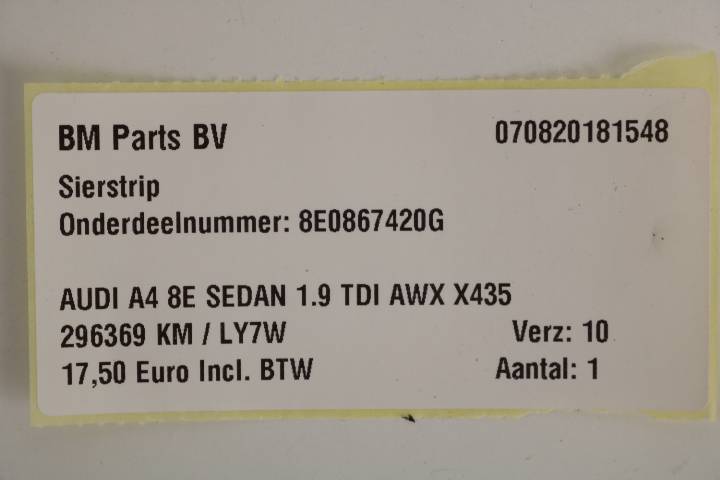 BM Parts BV 070820181548
Sierstrip
Onderdeelnummer: 8E0867420G
AUDI A4 8E SEDAN 1.9 TDI AWX X435
296369 KM / LY7W Verz: 10
17,50 Euro Incl. BTW Aantal: 1